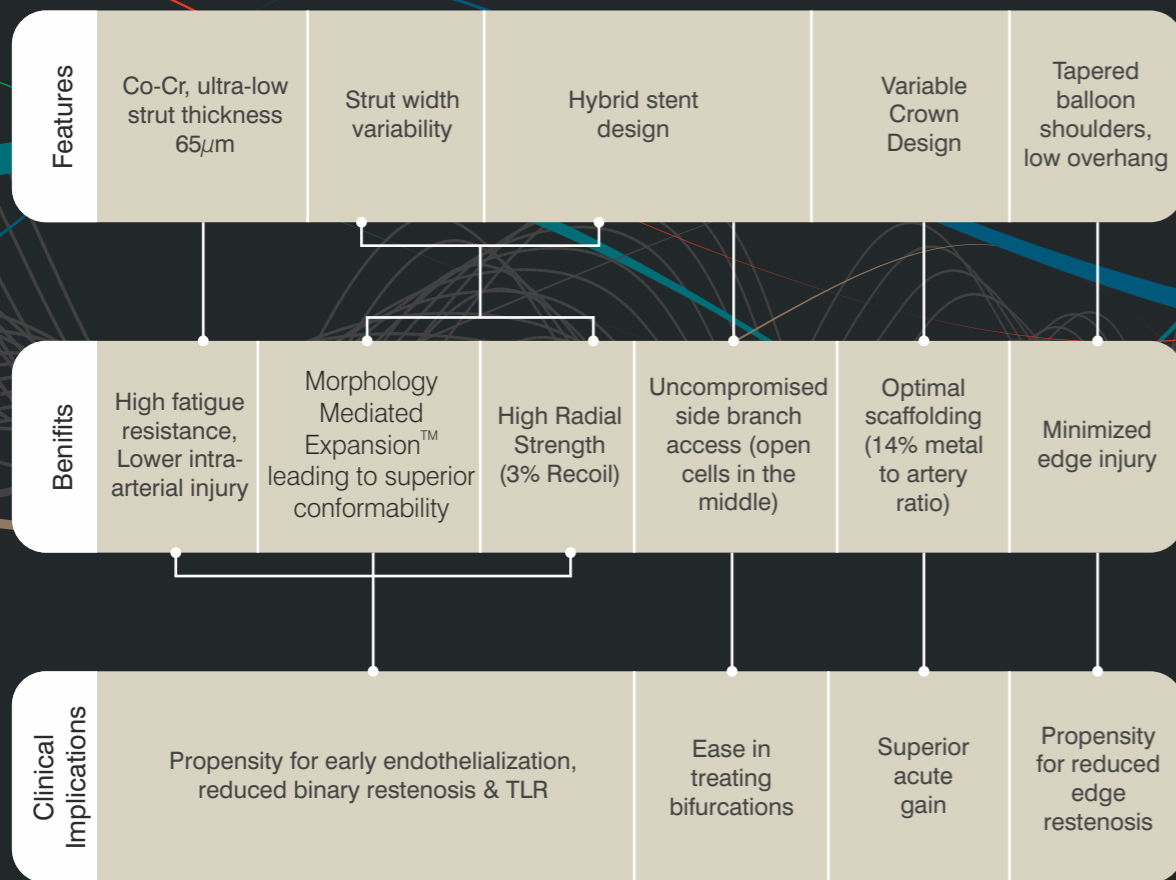 Features
Co-Cr, ultra-low
strut thickness
65μm
Strut width
variability
Hybrid stent
design
Variable
Crown
Design
Tapered
balloon
shoulders,
low overhang
Benifits
High fatigue
resistance,
Lower intra-
arterial injury
Morphology
Mediated
Expansion™
leading to superior
conformability
High Radial
Strength
(3% Recoil)
Uncompromised
side branch
access (open
cells in the
middle)
Optimal
scaffolding
(14% metal
to artery
ratio)
Minimized
edge injury
Clinical
Implications
Propensity for early endothelialization,
reduced binary restenosis & TLR
Ease in
treating
bifurcations
Superior
acute
gain
Propensity
for reduced
edge
restenosis